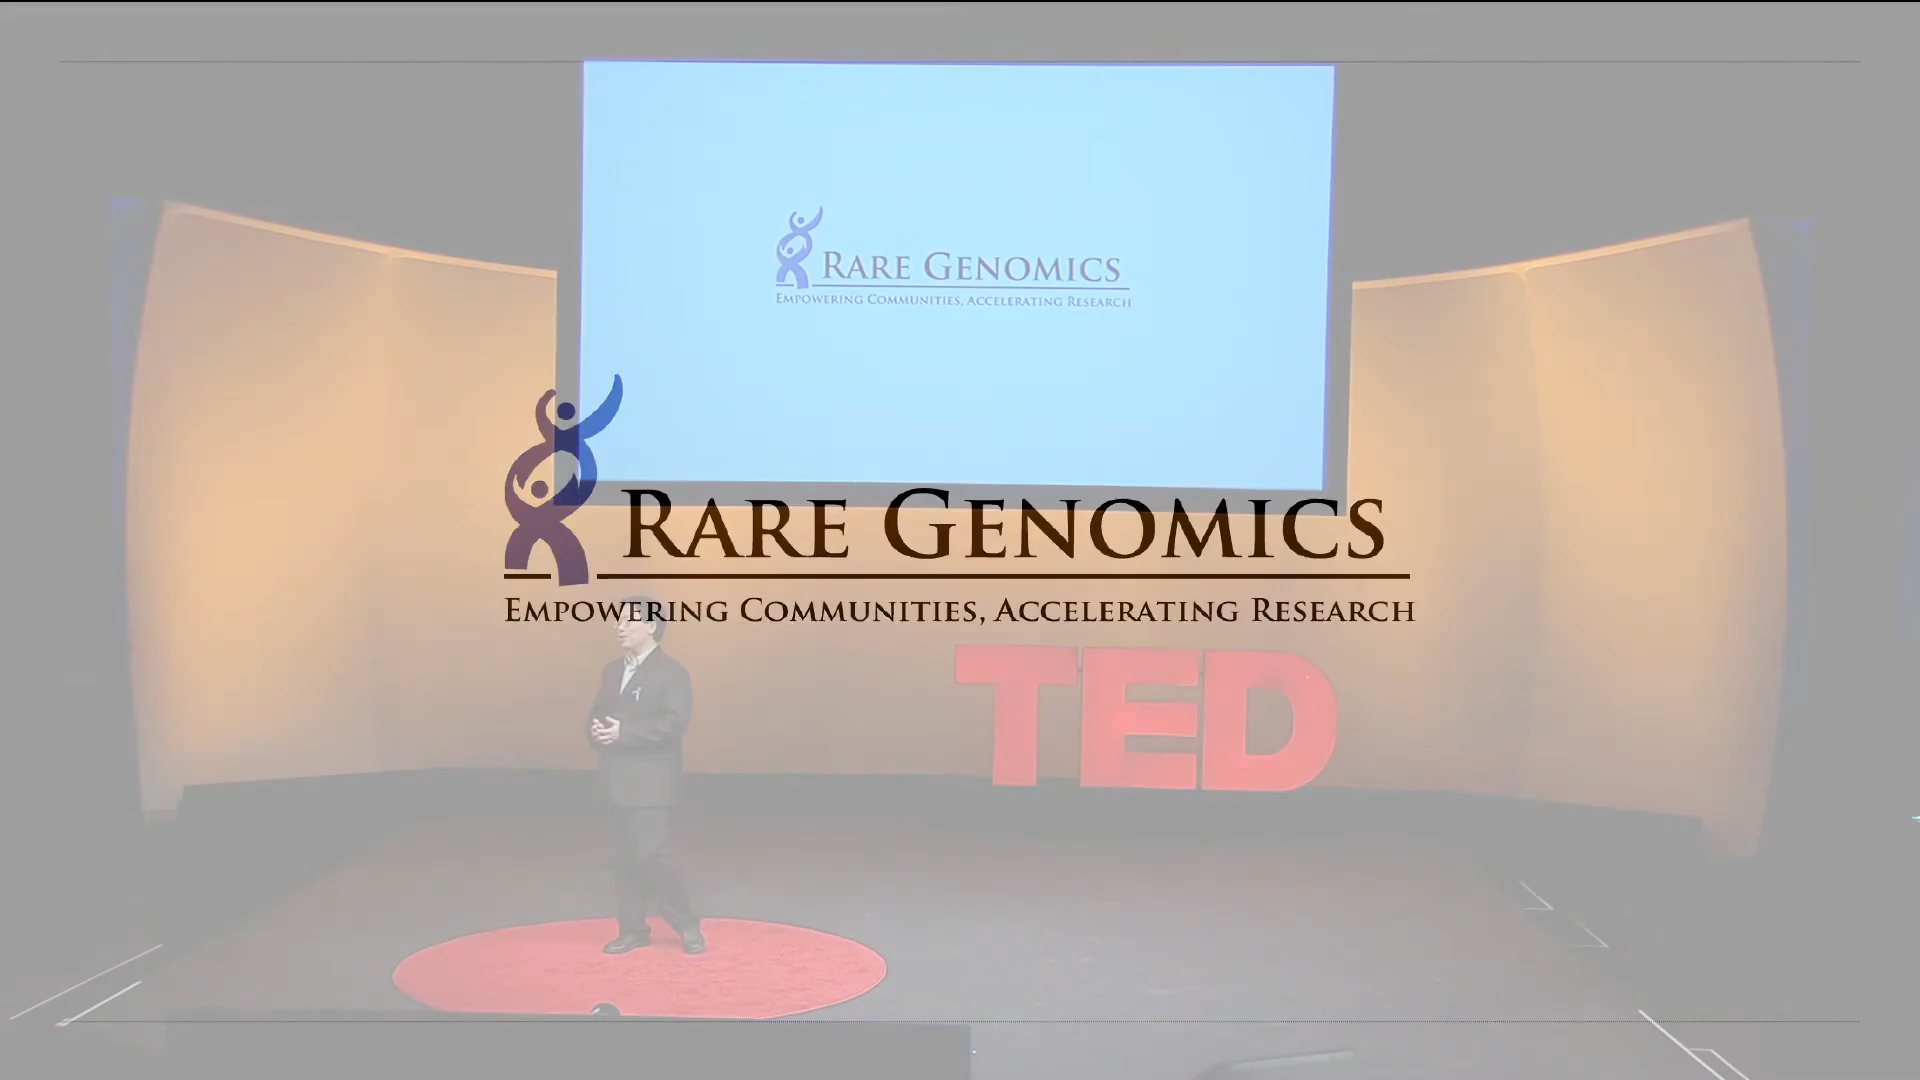 RARE GENOMICS
EMPOWERING COMMUNITIES, ACCELERATING RESEARCH
RARE GENOMICS
EMPOWERING COMMUNITIES, ACCELERATING RESEARCH
TED